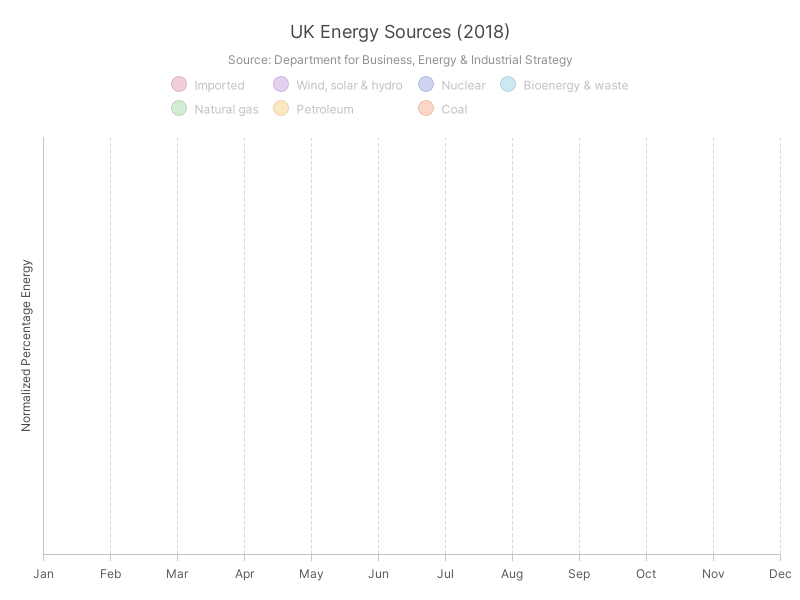 UK Energy Sources (2018)
Source: Department for Business, Energy & Industrial Strategy
Imported Wind, solar & hydro Nuclear Bioenergy & waste
Natural gas Petroleum Coal
Normalized Percentage Energy
Jan Feb Mar Apr May Jun Jul Aug Sep Oct Nov Dec